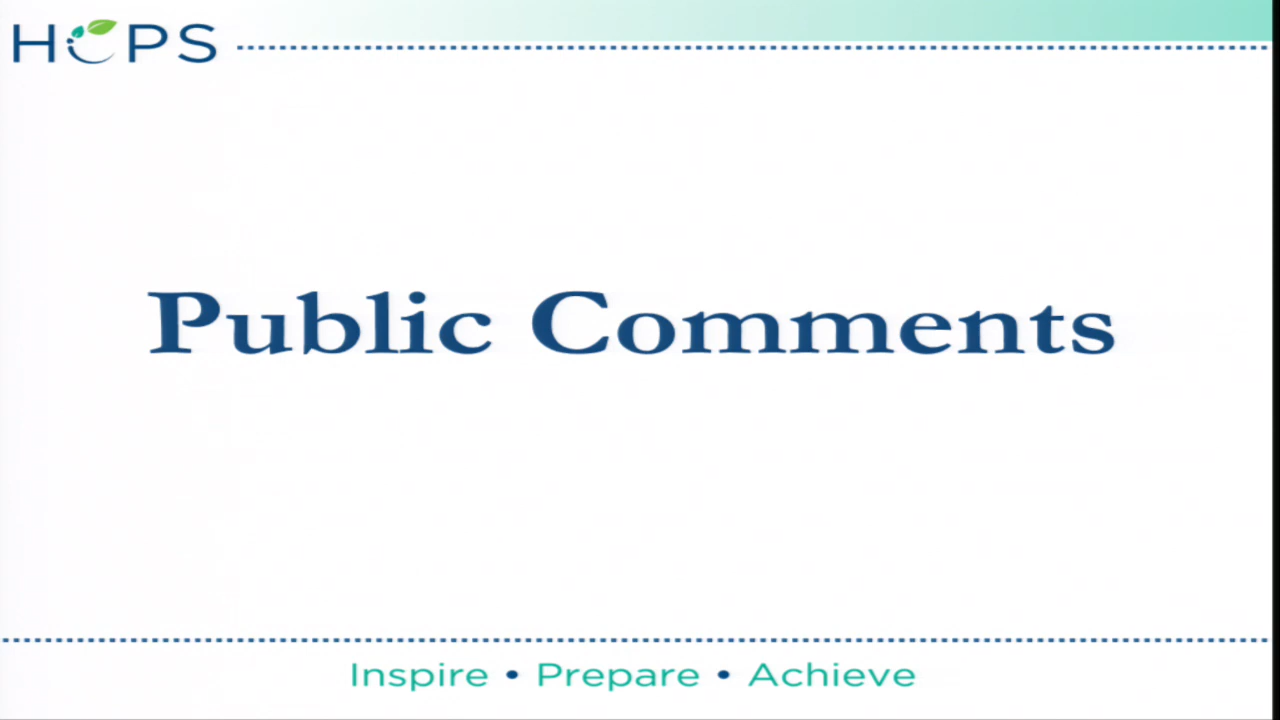 HCPS
Public Comments
Inspire • Prepare • Achieve